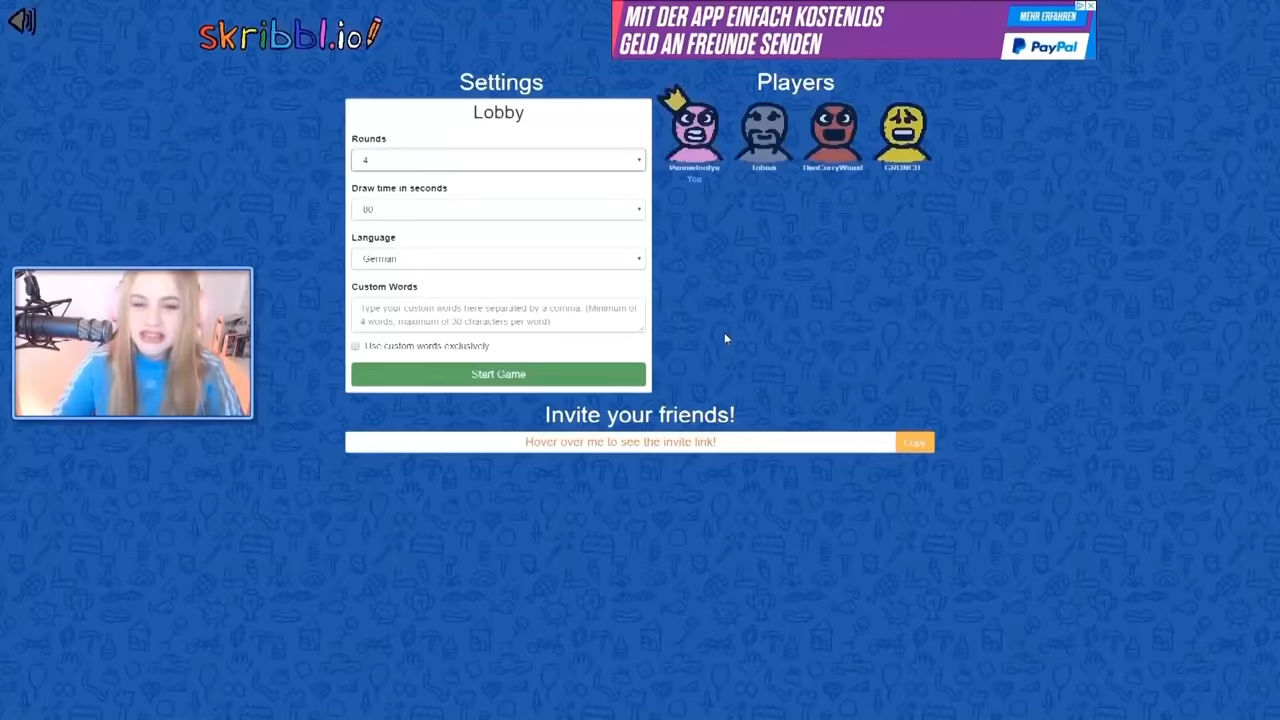 skribbl.io
MIT DER APP EINFACH KOSTENLOS
GELD AN FREUNDE SENDEN
MEHR ERFAHREN
PayPal
Settings
Players
Lobby
Rounds
4
Draw time in seconds
80
Language
German
Custom Words
Type your custom words here separated by a comma. (Minimum of
4 words, maximum of 30 characters per word)
Use custom words exclusively
Start Game
You
Invite your friends!
Hover over me to see the invite link!
Copy